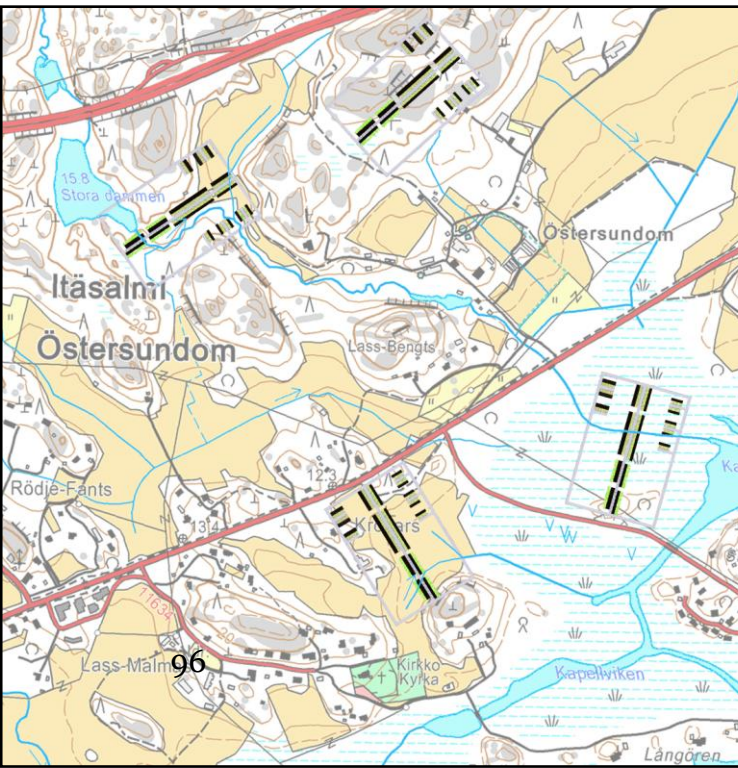 15.8
Stora dammen
Östersundom
Itäsalmi
Östersundom
Lass-Bengts
Rödje-Fants
12.3
13.4
11634
20
Lass-Malm
96
Kirkko
Kyrka
Kapellviken
Långören